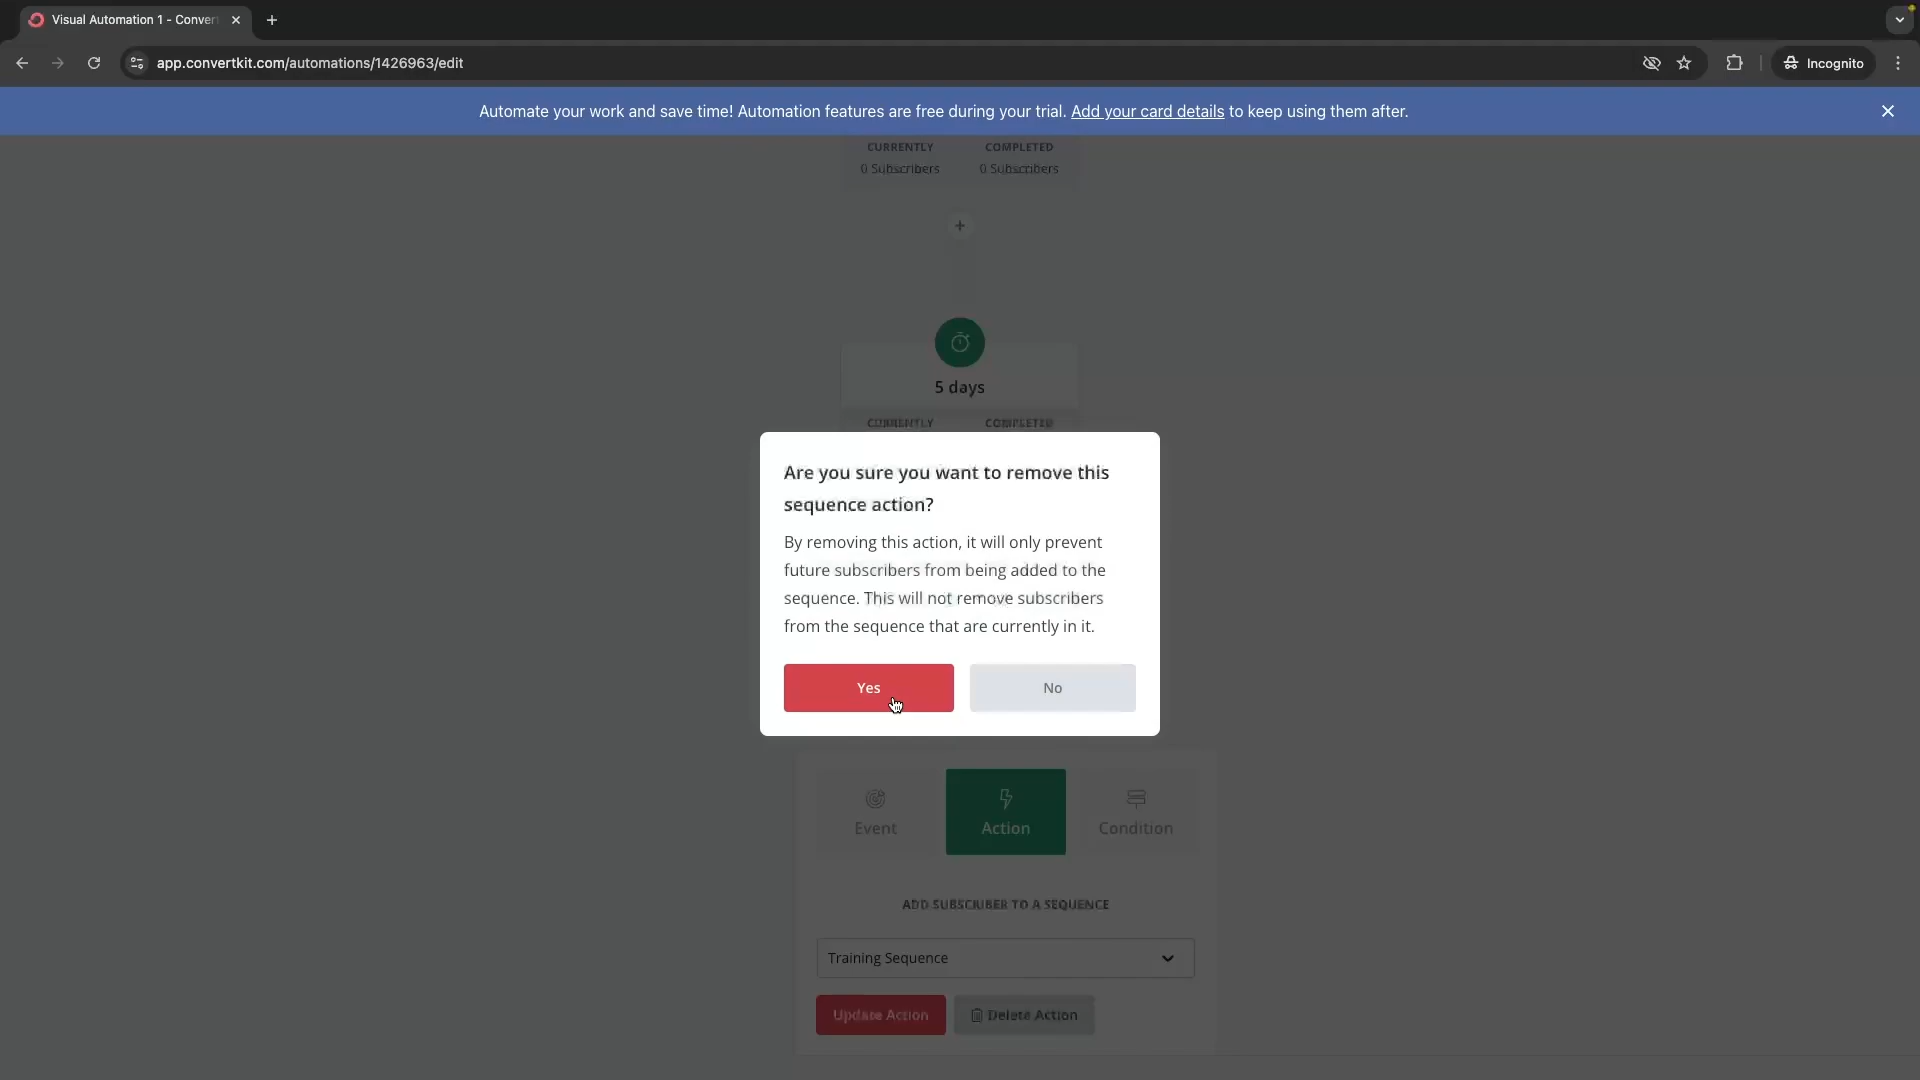 Visual Automation 1 - Conver
app.convertkit.com/automations/1426963/edit
Incognito
Automate your work and save time! Automation features are free during your trial. Add your card details to keep using them after.
CURRENTLY COMPLETED
0 Subscribers 0 Subscribers
5 days
CURRENTLY COMPLETED
Are you sure you want to remove this
sequence action?
By removing this action, it will only prevent
future subscribers from being added to the
sequence. This will not remove subscribers
from the sequence that are currently in it.
Yes No
Event Action Condition
ADD SUBSCRIBER TO A SEQUENCE
Training Sequence
Update Action Delete Action